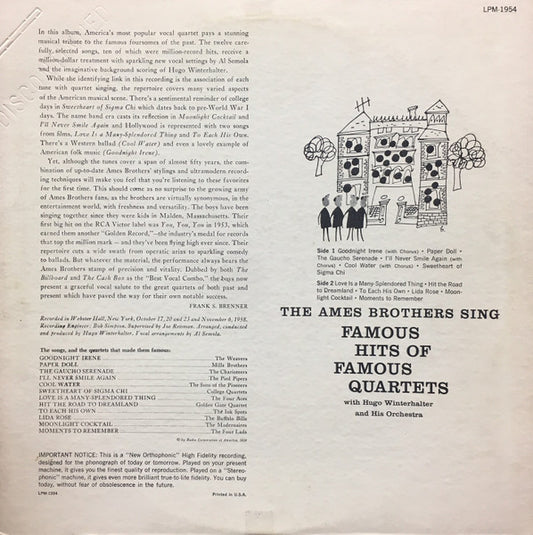 LPM-1954
In this album, America's most popular vocal quartet pays a stunning
musical tribute to the famous foursomes of the past. The twelve care-
fully selected songs, ten of which were million-record hits, receive a
million-dollar treatment with sparkling new vocal settings by Al Semola
and the imaginative background scoring of Hugo Winterhalter.
While the identifying link in this recording is the association of each
tune with quartet singing, the repertoire covers many varied aspects
of the American musical scene. There's a sentimental reminder of college
days in Sweetheart of Sigma Chi which dates back to pre-World War I
days. The name band era casts its reflection in Moonlight Cocktail and
I'll Never Smile Again and Hollywood is represented with two songs
from films, Love Is a Many-Splendored Thing and To Each His Own.
There's a Western ballad (Cool Water) and even a lovely example of
American folk music (Goodnight Irene).
Yet, although the tunes cover a span of almost fifty years, the com-
bination of up-to-date Ames Brothers' stylings and ultramodern record-
ing techniques will make you feel that you're listening to these favorites
for the first time. This should come as no surprise to the growing army
of Ames Brothers fans, as the brothers are virtually synonymous, in the
entertainment world, with freshness and versatility. The boys have been
singing together since they were kids in Malden, Massachusetts. Their
first big hit on the RCA Victor label was You, You, You in 1953, which
earned them another "Golden Record,"—the industry's medal for records
that top the million mark – and they've been flying high ever since. Their
repertoire cuts a wide swath from operatic arias to sparkling comedy
to ballads. But whatever the material, the performance always bears the
Ames Brothers stamp of precision and vitality. Dubbed by both The
Billboard and The Cash Box as the "Best Vocal Combo," the boys now
present a graceful vocal salute to the great quartets of both past and
present which have paved the way for their own notable success.
FRANK S. BRENNER
Recorded in Webster Hall, New York, October 17, 20 and 23 and November 6, 1958.
Recording Engineer: Bob Simpson. Supervised by Joe Reisman. Arranged, conducted
and produced by Hugo Winterhalter. Vocal arrangements by Al Semola.
The songs, and the quartets that made them famous:
GOODNIGHT IRENE The Weavers
PAPER DOLL Mills Brothers
THE GAUCHO SERENADE The Charioteers
I'LL NEVER SMILE AGAIN The Pied Pipers
COOL WATER The Sons of the Pioneers
SWEETHEART OF SIGMA CHI College Quartets
LOVE IS A MANY-SPLENDORED THING The Four Aces
HIT THE ROAD TO DREAMLAND Golden Gate Quartet
TO EACH HIS OWN The Ink Spots
LIDA ROSE The Buffalo Bills
MOONLIGHT COCKTAIL The Modernaires
MOMENTS TO REMEMBER The Four Lads
© by Radio Corporation of America, 1959
IMPORTANT NOTICE: This is a "New Orthophonic" High Fidelity recording,
designed for the phonograph of today or tomorrow. Played on your present
machine, it gives you the finest quality of reproduction. Played on a "Stereo-
phonic" machine, it gives even more brilliant true-to-life fidelity. You can buy
today, without fear of obsolescence in the future.
LPM-1954 Printed in U.S.A.
Side 1 Goodnight Irene (with Chorus) • Paper Doll •
The Gaucho Serenade • I'll Never Smile Again (with
Chorus) • Cool Water (with Chorus) • Sweetheart of
Sigma Chi
Side 2 Love Is a Many-Splendored Thing • Hit the Road
to Dreamland • To Each His Own • Lida Rose • Moon-
light Cocktail • Moments to Remember
THE AMES BROTHERS SING
FAMOUS
HITS OF
FAMOUS
QUARTETS
with Hugo Winterhalter
and His Orchestra